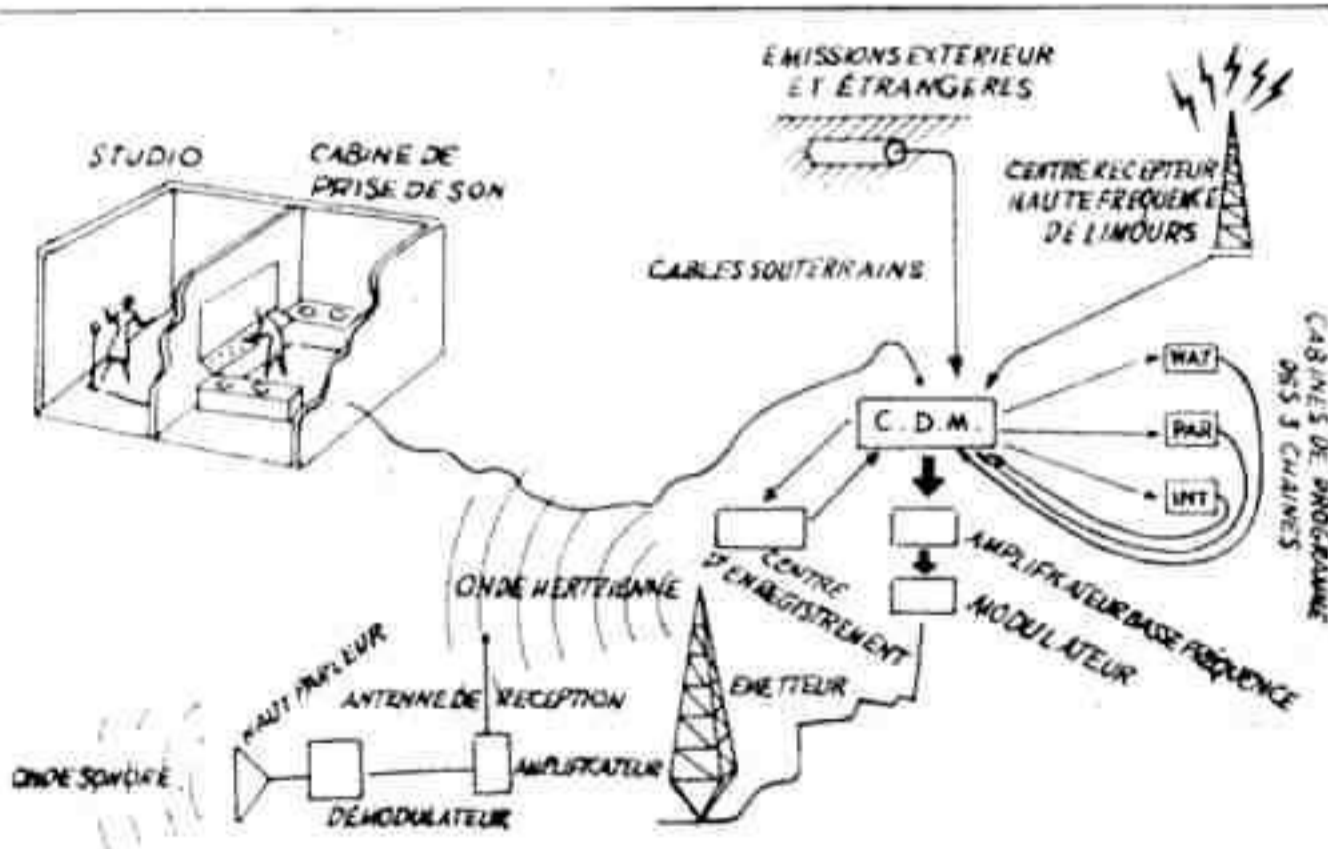 EMISSIONS EXTERIEUR
ET ÉTRANGERES
STUDIO
CABINE DE
PRISE DE SON
CENTRE RECEPTEUR
HAUTE FREQUENCE
DE LIMOURS
CABLES SOUTERRAINS
CABINES DE PROGRAMME
DES 3 CHAINES
NAT
PAR
INT
C.D.M.
CENTRE
D'ENREGISTREMENT
AMPLIFICATEUR BASSE FRÉQUENCE
MODULATEUR
ONDE HERTZIENNE
EMETTEUR
HAUT PARLEUR
ANTENNE DE RECEPTION
ONDE SONORE
AMPLIFICATEUR
DÉMODULATEUR